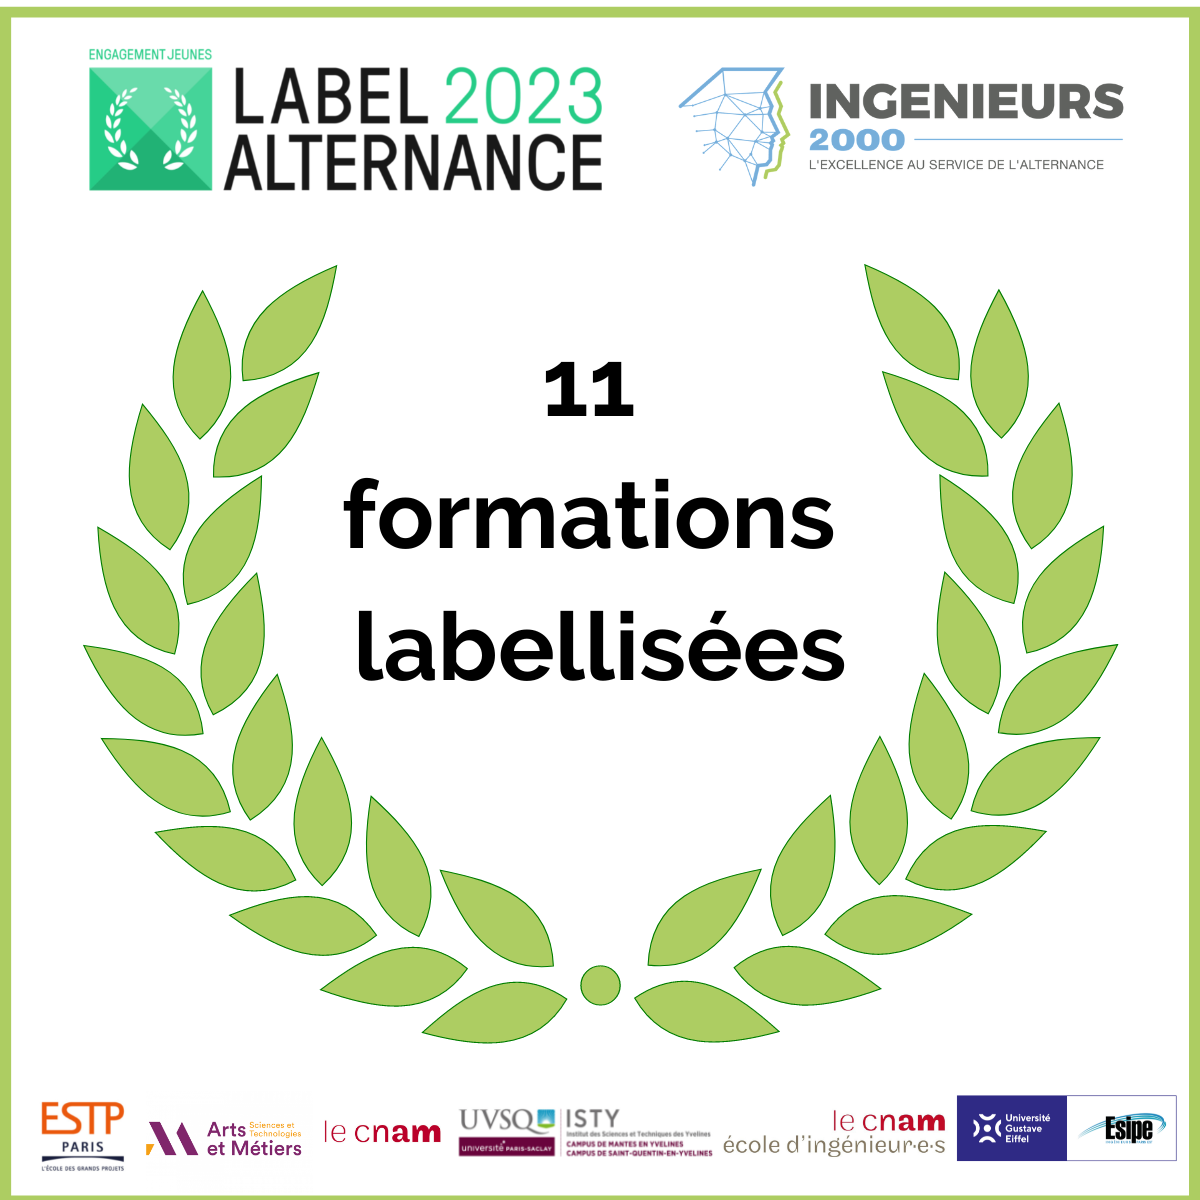 ENGAGEMENT JEUNES
LABEL 2023
ALTERNANCE
INGENIEURS
2000
L'EXCELLENCE AU SERVICE DE L'ALTERNANCE
11
formations
labellisées
ESTP
PARIS
L'ÉCOLE DES GRANDS PROJETS
Arts Sciences et
Technologies
et Métiers
le cnam
UVSQ ISTY
Institut des Sciences et Techniques des Yvelines
université PARIS-SACLAY
CAMPUS DE MANTES EN YVELINES
CAMPUS DE SAINT-QUENTIN-EN-YVELINES
le cnam
école d'ingénieur·e·s
Université
Gustave
Eiffel
Esipe